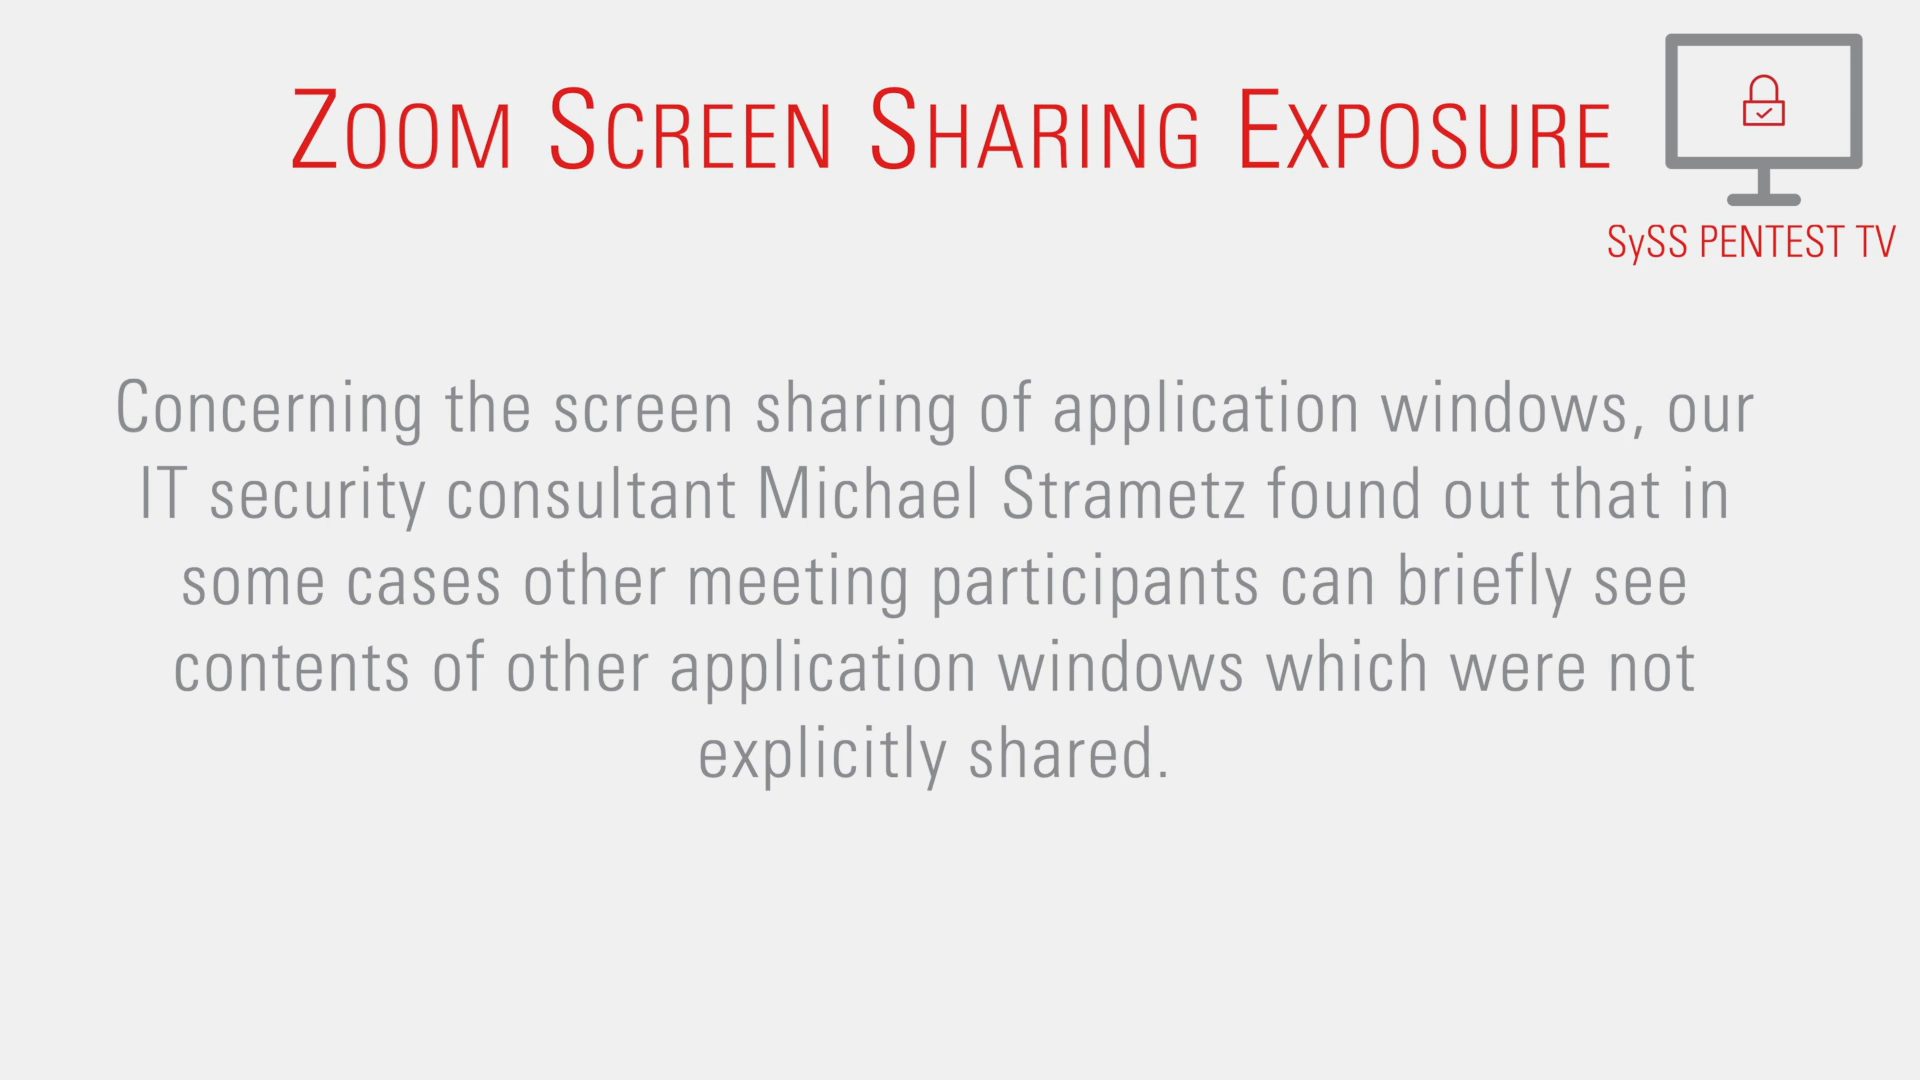 Zoom Screen Sharing Exposure
SySS PENTEST TV
Concerning the screen sharing of application windows, our
IT security consultant Michael Strametz found out that in
some cases other meeting participants can briefly see
contents of other application windows which were not
explicitly shared.